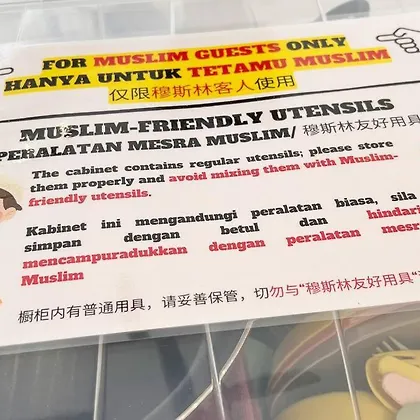 FOR MUSLIM GUESTS ONLY
HANYA UNTUK TETAMU MUSLIM
仅限穆斯林客人使用
MUSLIM-FRIENDLY UTENSILS
PERALATAN MESRA MUSLIM/ 穆斯林友好用具
The cabinet contains regular utensils; please store
them properly and avoid mixing them with Muslim-
friendly utensils.
Kabinet ini mengandungi peralatan biasa, sila
simpan dengan betul dan hindari
mencampuradukkan dengan peralatan mesra
Muslim
橱柜内有普通用具，请妥善保管，切勿与“穆斯林友好用具”